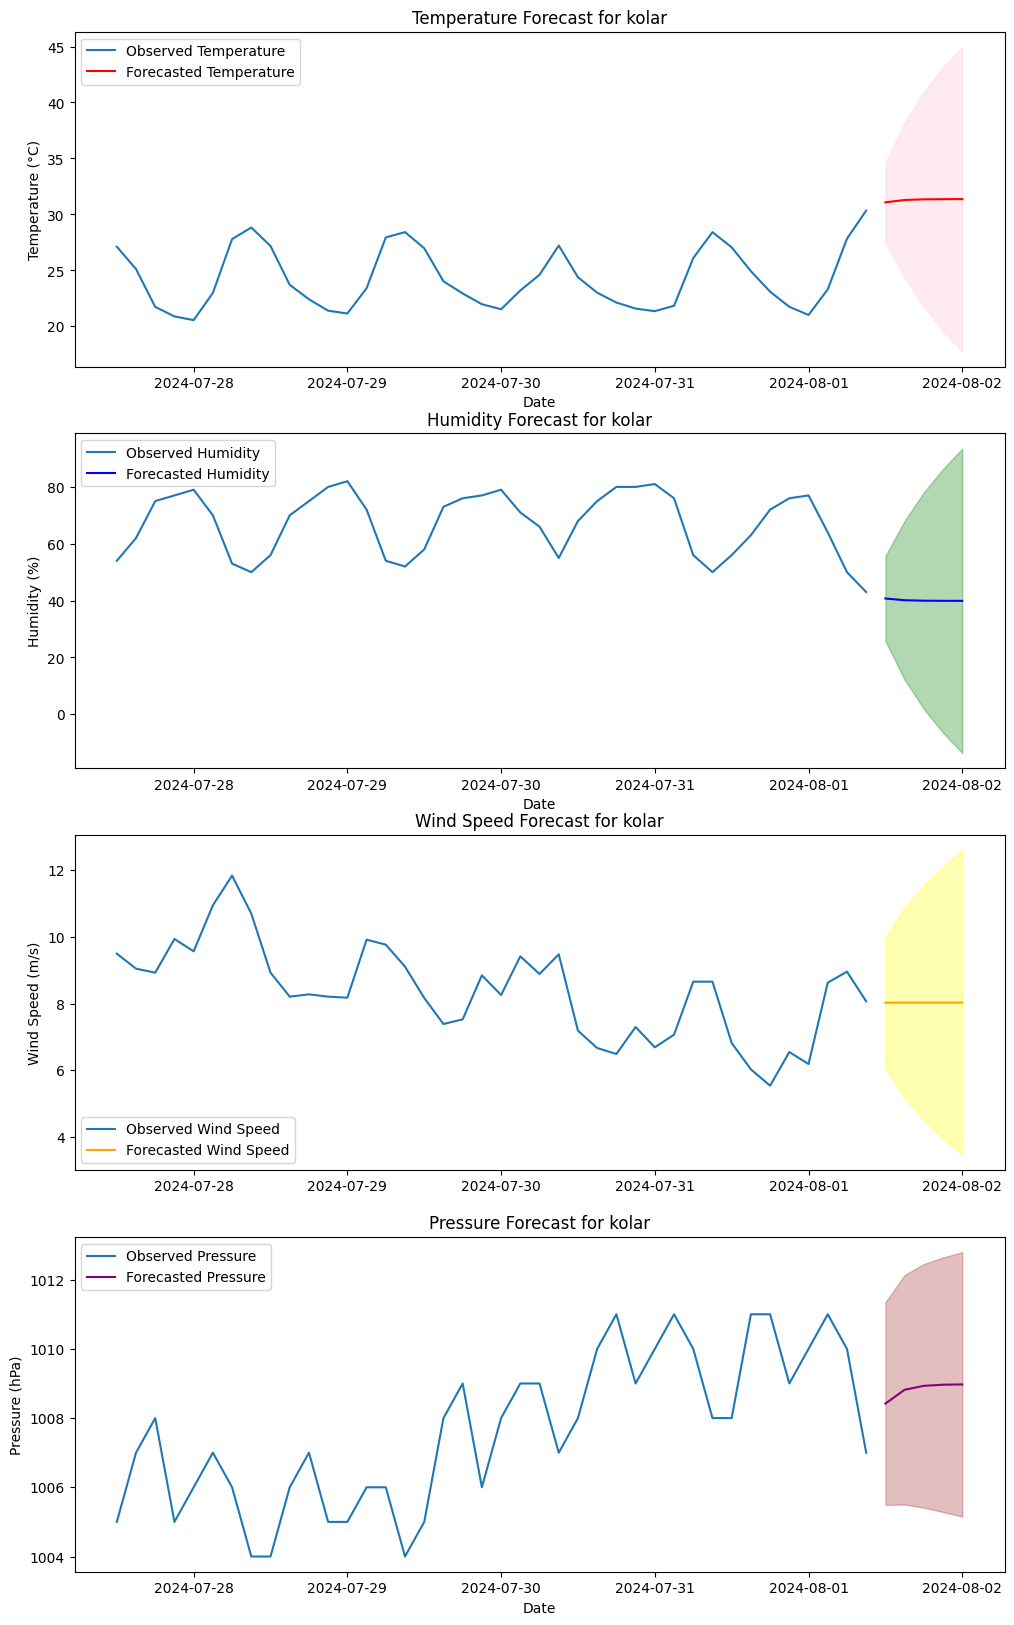 Temperature Forecast for kolar
Observed Temperature
Forecasted Temperature
Temperature (°C)
45
40
35
30
25
20
2024-07-28 2024-07-29 2024-07-30 2024-07-31 2024-08-01 2024-08-02
Date
Humidity Forecast for kolar
Observed Humidity
Forecasted Humidity
Humidity (%)
80
60
40
20
0
2024-07-28 2024-07-29 2024-07-30 2024-07-31 2024-08-01 2024-08-02
Date
Wind Speed Forecast for kolar
Wind Speed (m/s)
12
10
8
6
4
Observed Wind Speed
Forecasted Wind Speed
2024-07-28 2024-07-29 2024-07-30 2024-07-31 2024-08-01 2024-08-02
Pressure Forecast for kolar
Observed Pressure
Forecasted Pressure
Pressure (hPa)
1012
1010
1008
1006
1004
2024-07-28 2024-07-29 2024-07-30 2024-07-31 2024-08-01 2024-08-02
Date